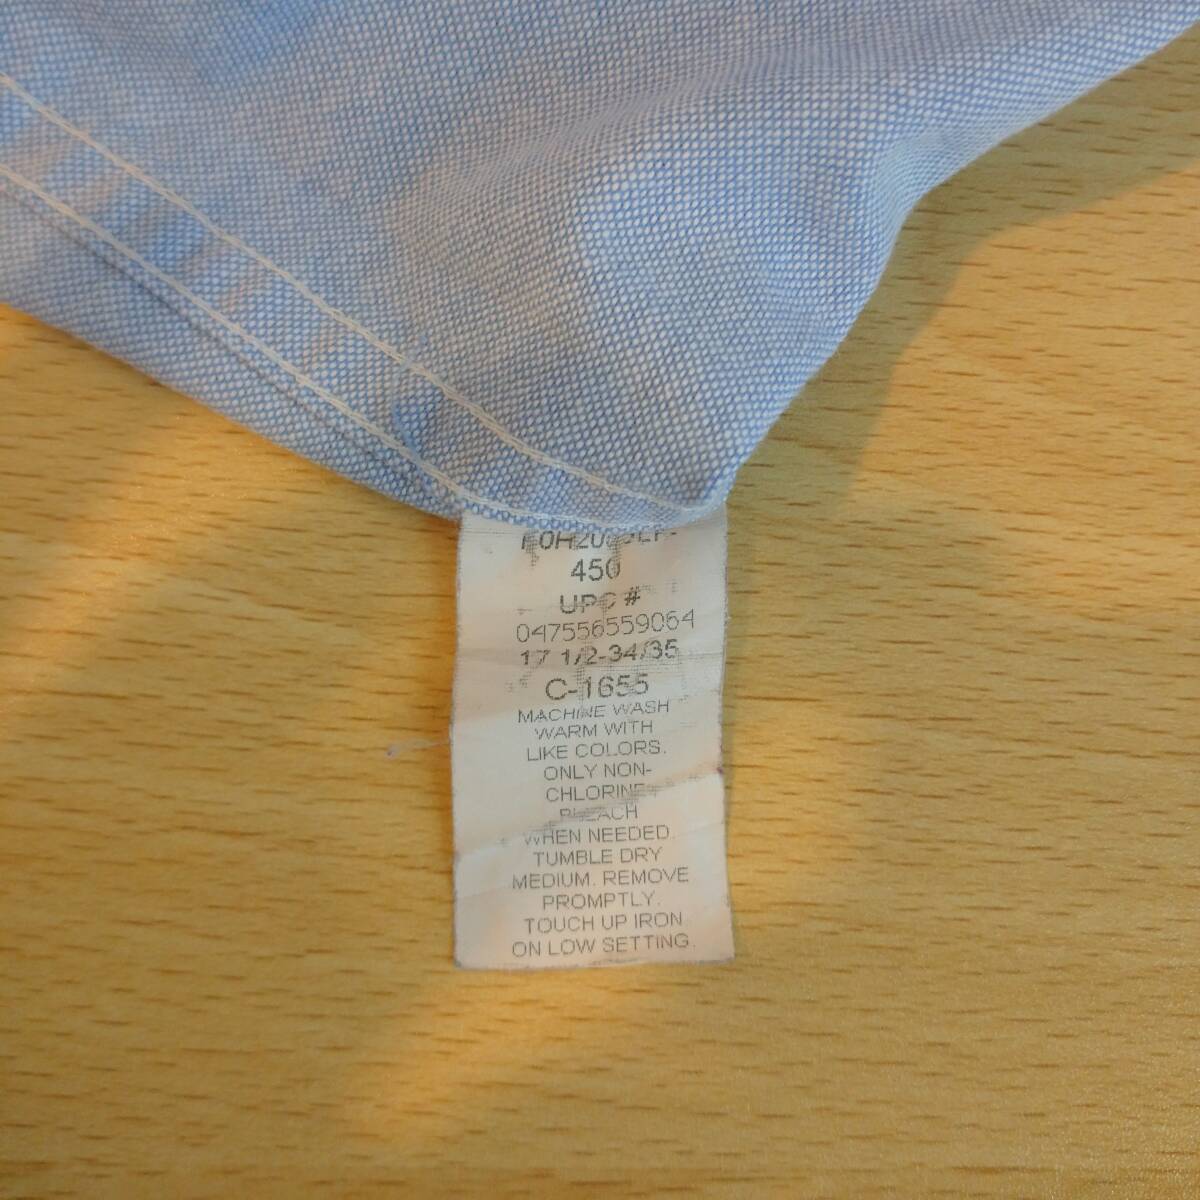 450
UPC #
047556559064
17 1/2-34/35
C-1655
MACHINE WASH
WARM WITH
LIKE COLORS.
ONLY NON-
CHLORINE
BLEACH
WHEN NEEDED.
TUMBLE DRY
MEDIUM. REMOVE
PROMPTLY.
TOUCH UP IRON
ON LOW SETTING.